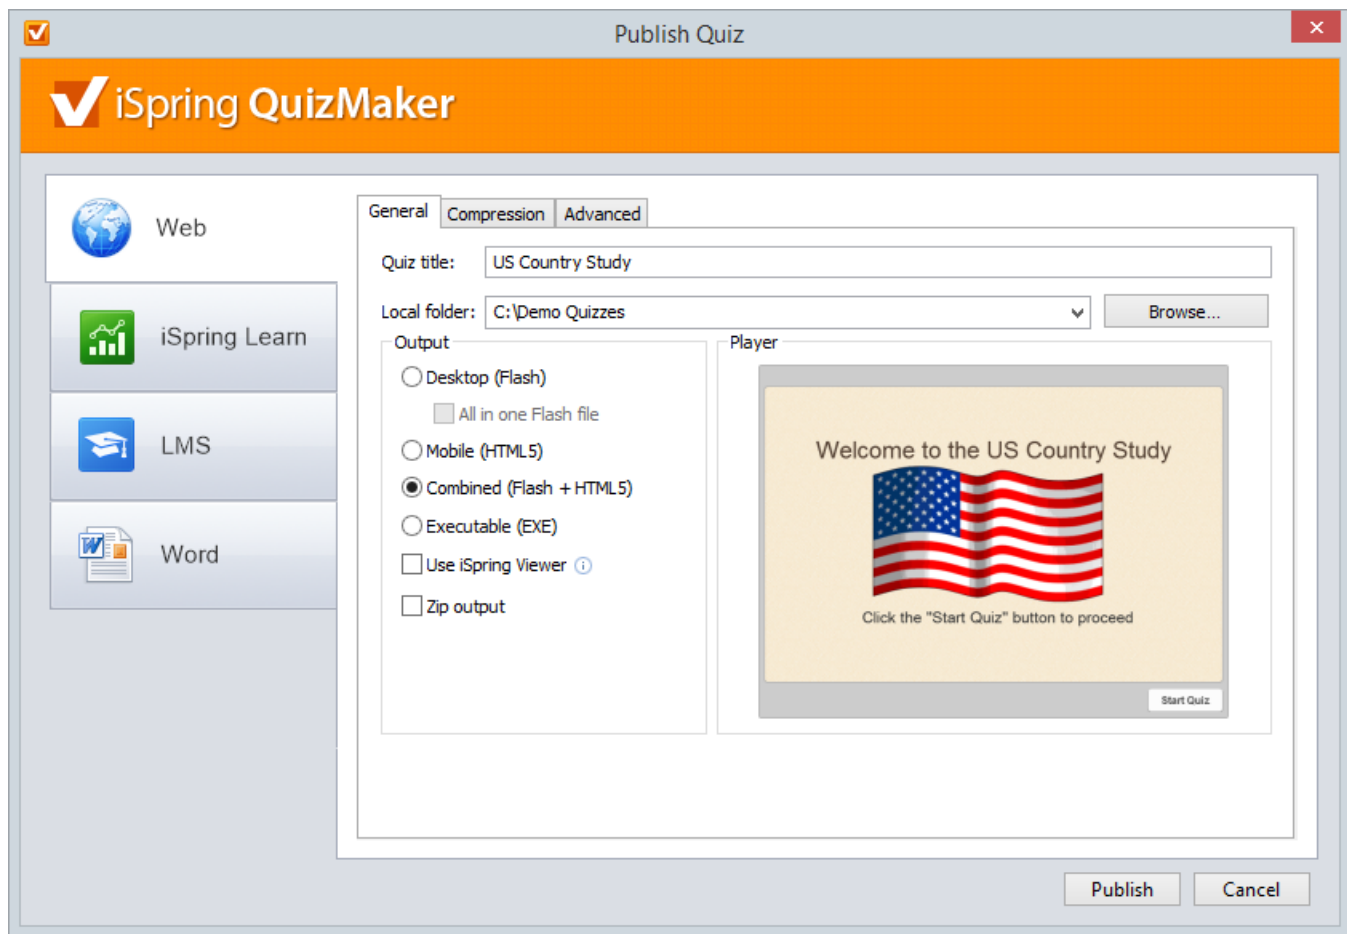 Publish Quiz
iSpring QuizMaker
Web
iSpring Learn
LMS
Word
General Compression Advanced
Quiz title: US Country Study
Local folder: C:\Demo Quizzes Browse...
Output
Desktop (Flash)
All in one Flash file
Mobile (HTML5)
Combined (Flash + HTML5)
Executable (EXE)
Use iSpring Viewer
Zip output
Player
Welcome to the US Country Study
Click the "Start Quiz" button to proceed
Start Quiz
Publish Cancel